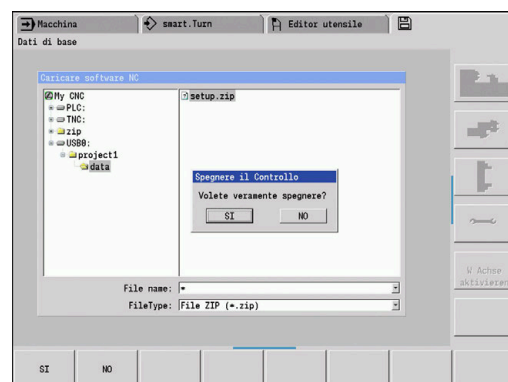 Macchina
smart.Turn
Editor utensile
Dati di base
Caricare software NC
My CNC
PLC:
TNC:
zip
USB0:
project1
data
setup.zip
Spegnere il Controllo
Volete veramente spegnere?
SI
NO
W Achse
aktivieren
File name: *
FileType: File ZIP (*.zip)
SI
NO